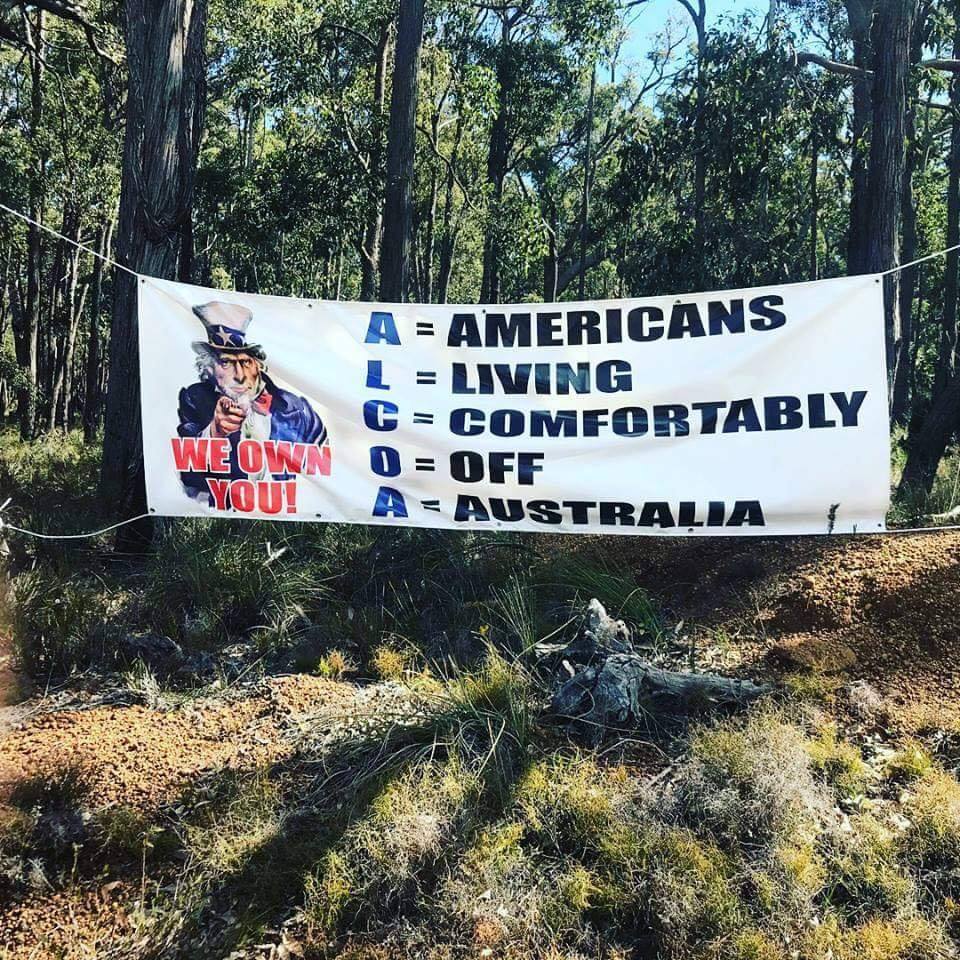 A = AMERICANS
L = LIVING
C = COMFORTABLY
O = OFF
A = AUSTRALIA
WE OWN
YOU!